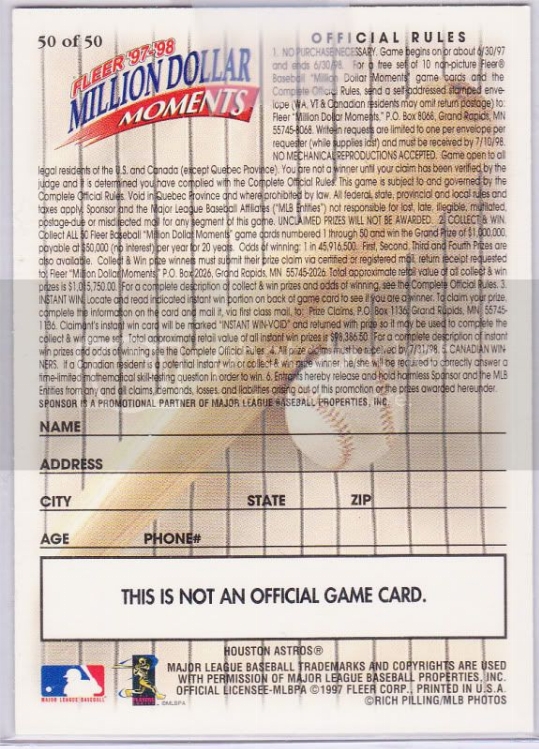 50 of 50
FLEER '97-'98
MILLION DOLLAR
MOMENTS
OFFICIAL RULES
1. NO PURCHASE NECESSARY. Game begins on or about 6/30/97
and ends 6/30/98. For a free set of 10 non-picture Fleer®
Baseball "Million Dollar Moments" game cards and the
Complete Official Rules, send a self-addressed stamped enve-
lope (WA, VT & Canadian residents may omit return postage) to:
Fleer "Million Dollar Moments," P.O. Box 8066, Grand Rapids, MN
55745-8068. Write-in requests are limited to one per envelope per
requester (while supplies last) and must be received by 7/10/98.
NO MECHANICAL REPRODUCTIONS ACCEPTED. Game open to all
legal residents of the U.S. and Canada (except Quebec Province). You are not a winner until your claim has been verified by the
judge and it is determined you have complied with the Complete Official Rules. This game is subject to and governed by the
Complete Official Rules. Void in Quebec Province and where prohibited by law. All federal, state, provincial and local rules and
taxes apply. Sponsor and the Major League Baseball Affiliates ("MLB Entities") not responsible for lost, late, illegible, mutilated,
postage-due or misdirected mail for any segment of this game. UNCLAIMED PRIZES WILL NOT BE AWARDED. 2. COLLECT & WIN.
Collect ALL 50 Fleer Baseball "Million Dollar Moments" game cards numbered 1 through 50 and win the Grand Prize of $1,000,000,
payable at $50,000 (no interest) per year for 20 years. Odds of winning: 1 in 45,916,500. First, Second, Third and Fourth Prizes are
also available. Collect & Win prize winners must submit their prize claim via certified or registered mail, return receipt requested
to: Fleer "Million Dollar Moments," P.O. Box 2026, Grand Rapids, MN 55745-2026. Total approximate retail value of all collect & win
prizes is $1,015,750.00. For a complete description of collect & win prizes and odds of winning, see the Complete Official Rules. 3.
INSTANT WIN. Locate and read indicated instant win portion on back of game card to see if you are a winner. To claim your prize,
complete the information on the card and mail it, via first class mail, to: Prize Claims, P.O. Box 1136, Grand Rapids, MN 55745-
1136. Claimant's instant win card will be marked "INSTANT WIN-VOID" and returned with prize so it may be used to complete the
collect & win game set. Total approximate retail value of all instant win prizes is $98,386.50. For a complete description of instant
win prizes and odds of winning see the Complete Official Rules. 4. All prize claims must be received by 7/31/98. 5. CANADIAN WIN-
NERS. If a Canadian resident is a potential instant win or collect & win prize winner, he/she will be required to correctly answer a
time-limited mathematical skill-testing question in order to win. 6. Entrants hereby release and hold harmless Sponsor and the MLB
Entities from any and all claims, demands, losses, and liabilities arising out of this promotion or the prizes awarded hereunder.
SPONSOR IS A PROMOTIONAL PARTNER OF MAJOR LEAGUE BASEBALL PROPERTIES, INC.
NAME
ADDRESS
CITY STATE ZIP
AGE PHONE#
THIS IS NOT AN OFFICIAL GAME CARD.
HOUSTON ASTROS®
MAJOR LEAGUE BASEBALL TRADEMARKS AND COPYRIGHTS ARE USED
WITH PERMISSION OF MAJOR LEAGUE BASEBALL PROPERTIES, INC.
OFFICIAL LICENSEE-MLBPA ©1997 FLEER CORP., PRINTED IN U.S.A.
©RICH PILLING/MLB PHOTOS
MAJOR LEAGUE BASEBALL
©MLBPA